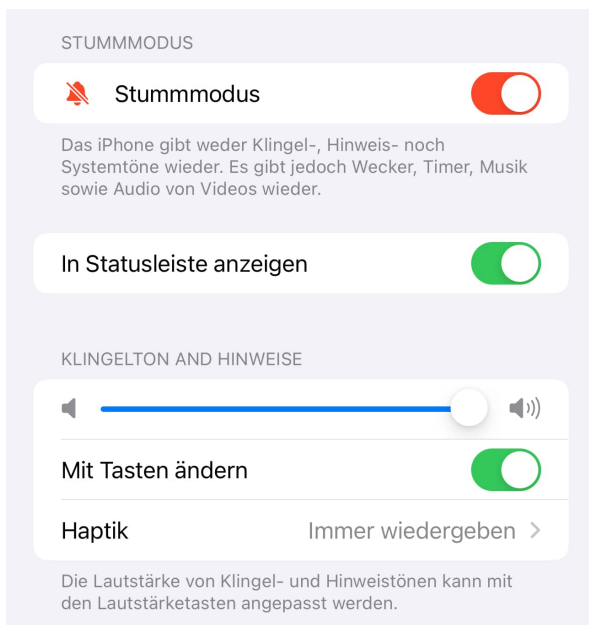 STUMMMODUS
Stummmodus
Das iPhone gibt weder Klingel-, Hinweis- noch
Systemtöne wieder. Es gibt jedoch Wecker, Timer, Musik
sowie Audio von Videos wieder.
In Statusleiste anzeigen
KLINGELTON AND HINWEISE
Mit Tasten ändern
Haptik Immer wiedergeben
Die Lautstärke von Klingel- und Hinweistönen kann mit
den Lautstärketasten angepasst werden.